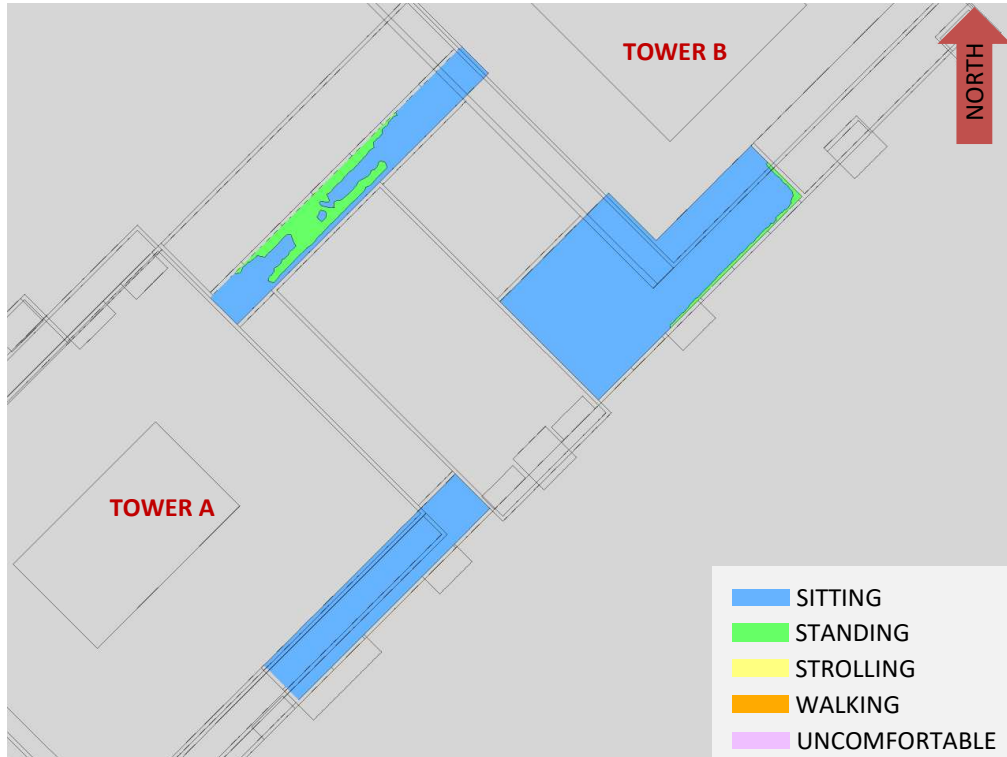 TOWER B
NORTH
TOWER A
SITTING
STANDING
STROLLING
WALKING
UNCOMFORTABLE